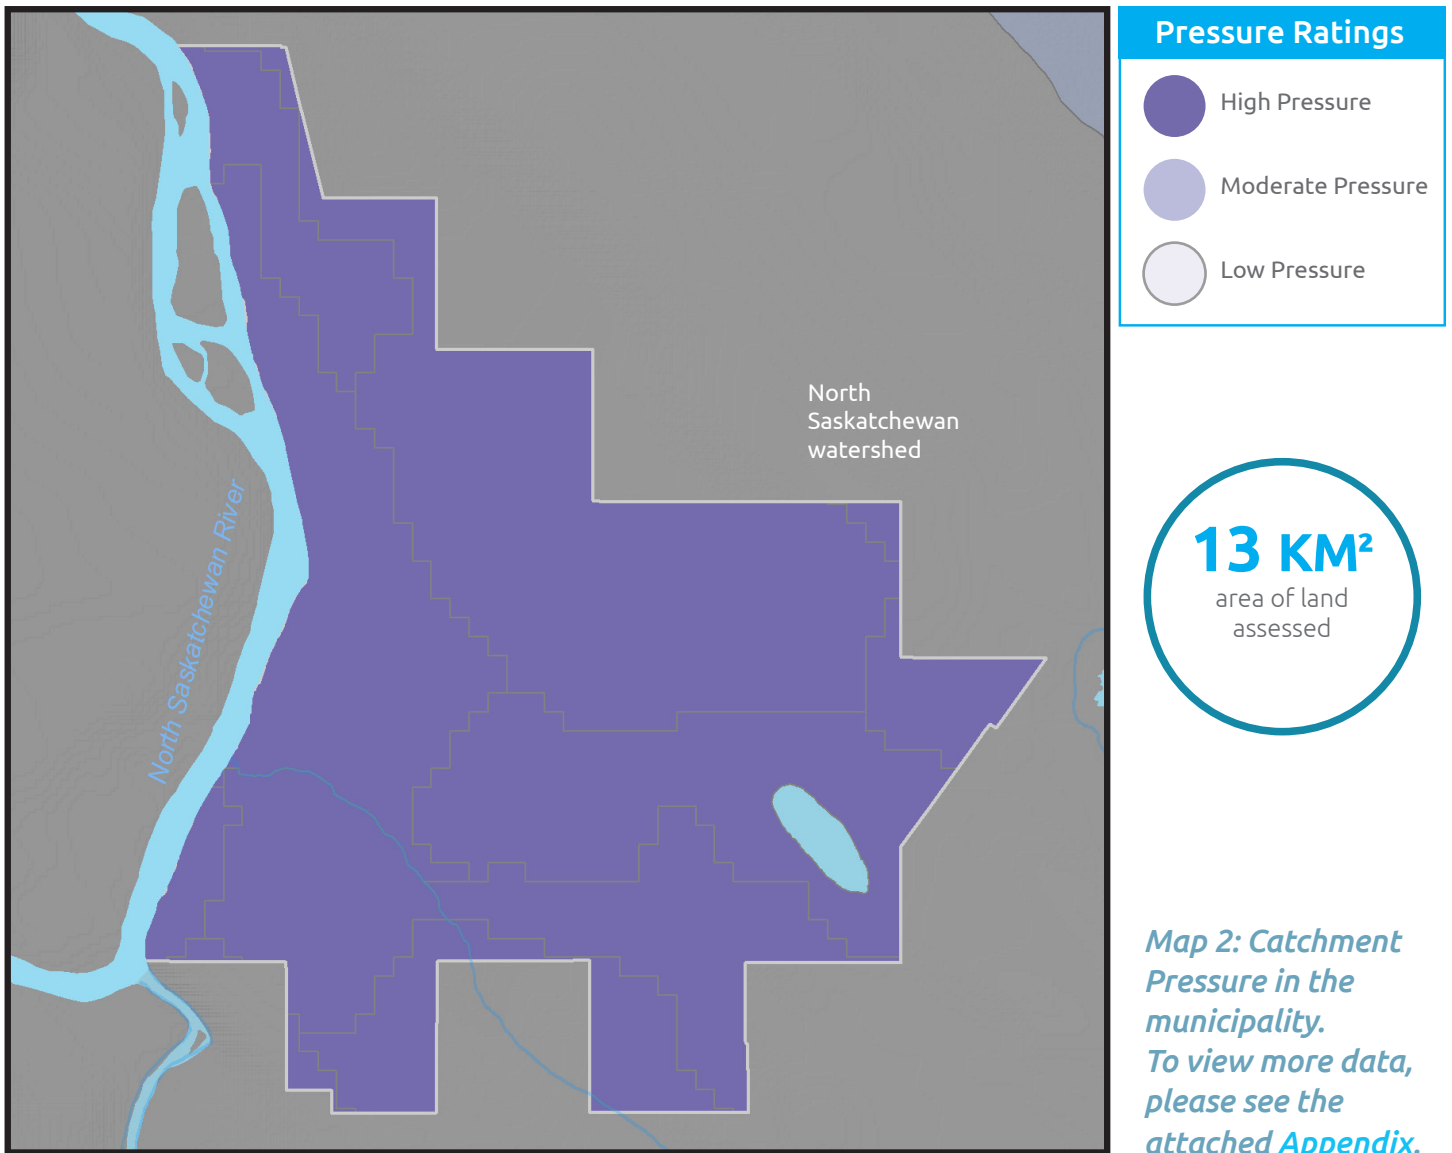 Pressure Ratings
High Pressure
Moderate Pressure
Low Pressure
North
Saskatchewan
watershed
North Saskatchewan River
13 KM²
area of land
assessed
Map 2: Catchment
Pressure in the
municipality.
To view more data,
please see the
attached Appendix.